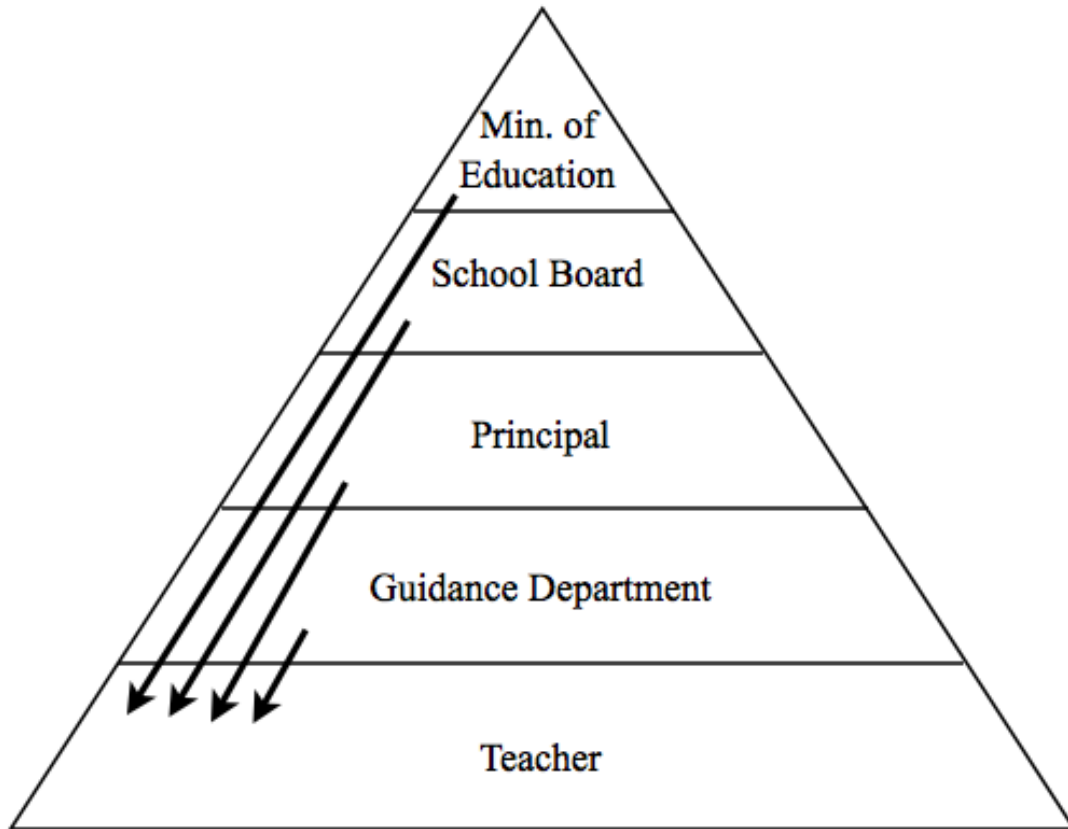 Min. of
Education
School Board
Principal
Guidance Department
Teacher